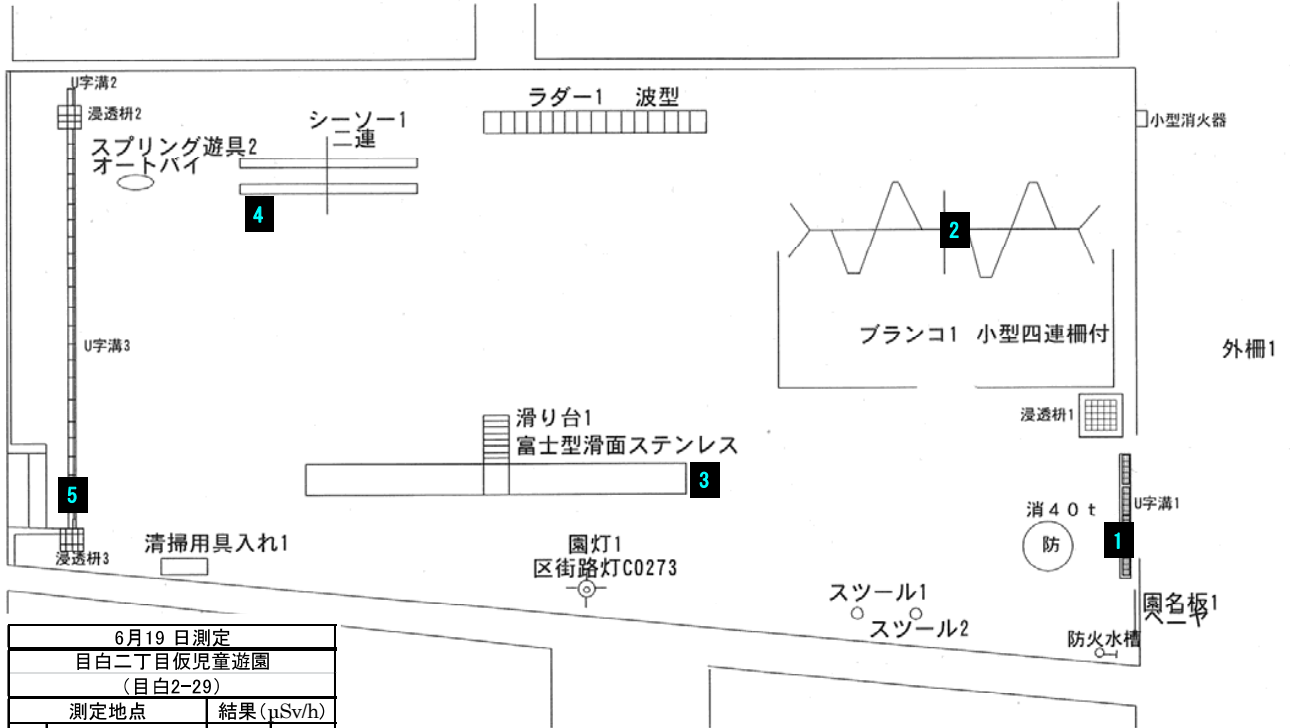 U字溝2
浸透枡2
スプリング遊具2
オートバイ
シーソー1
二連
ラダー1 波型
小型消火器
4
2
ブランコ1 小型四連柵付
外柵1
U字溝3
浸透枡1
滑り台1
富士型滑面ステンレス
3
5
消40t
防
U字溝1
1
浸透枡3
清掃用具入れ1
園灯1
区街路灯C0273
スツール1
スツール2
園名板1
ベニヤ
防火水槽
6月19日測定
目白二丁目仮児童遊園
(目白2-29)
測定地点 結果(μSv/h)